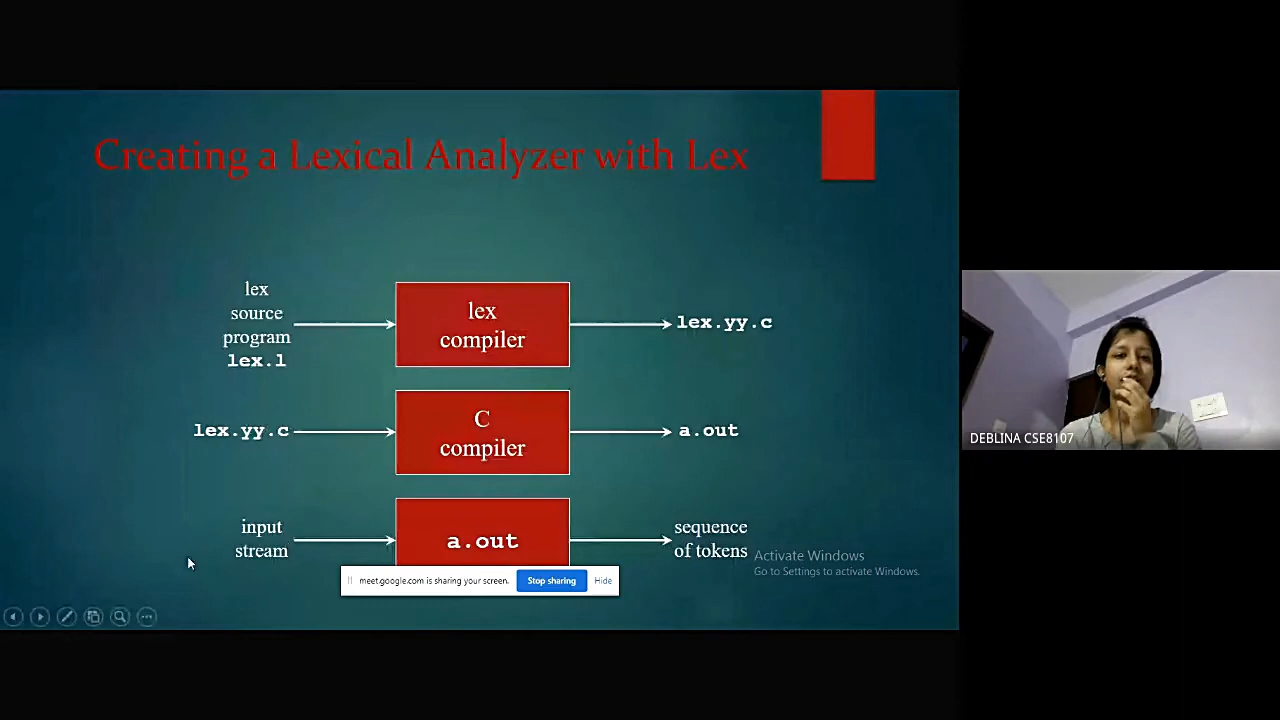 Creating a Lexical Analyzer with Lex
lex
source
program
lex.l
lex
compiler
lex.yy.c
lex.yy.c
C
compiler
a.out
input
stream
a.out
sequence
of tokens
Activate Windows
Go to Settings to activate Windows.
meet.google.com is sharing your screen.
Stop sharing
Hide
DEBLINA CSE8107